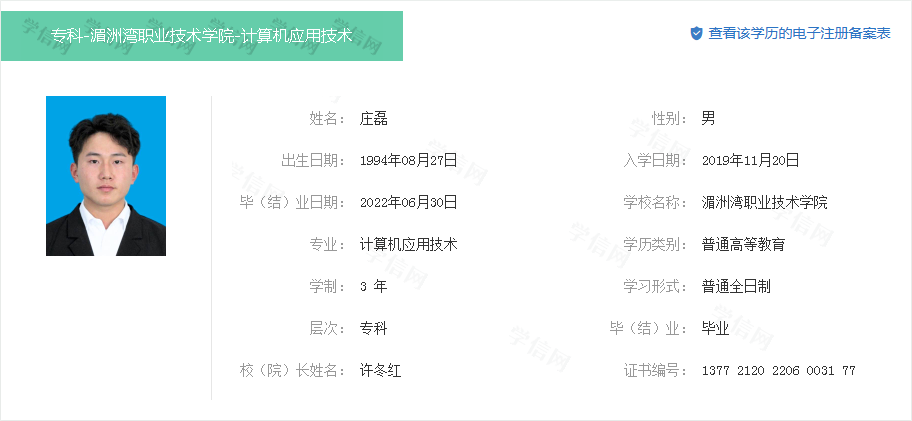 专科-湄洲湾职业技术学院-计算机应用技术
查看该学历的电子注册备案表
姓名： 庄磊 性别： 男
出生日期： 1994年08月27日 入学日期： 2019年11月20日
毕（结）业日期： 2022年06月30日 学校名称： 湄洲湾职业技术学院
专业： 计算机应用技术 学历类别： 普通高等教育
学制： 3 年 学习形式： 普通全日制
层次： 专科 毕（结）业： 毕业
校（院）长姓名： 许冬红 证书编号： 1377 2120 2206 0031 77
学信网